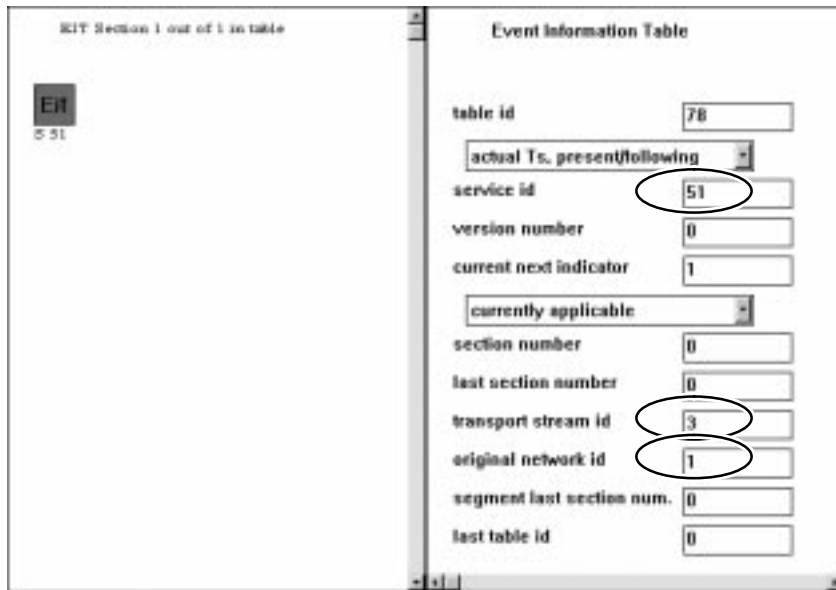 EIT Section 1 out of 1 in table
Eit
S 51
Event Information Table
table id 78
actual Ts, present/following
service id 51
version number 0
current next indicator 1
currently applicable
section number 0
last section number 0
transport stream id 3
original network id 1
segment last section num. 0
last table id 0